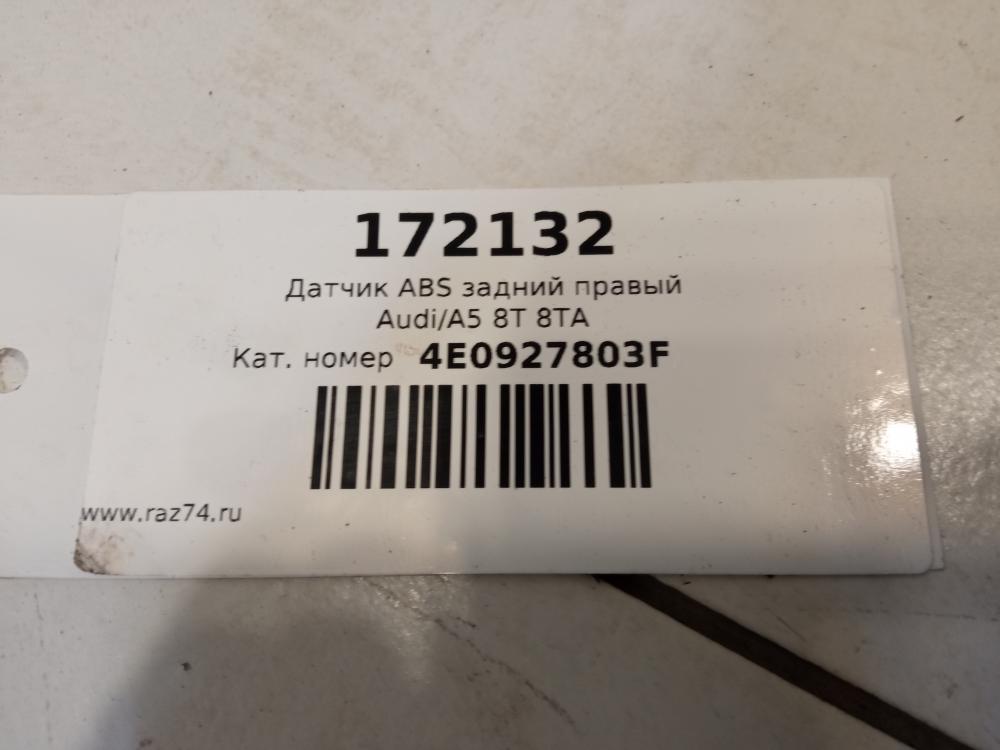 172132
Датчик ABS задний правый
Audi/A5 8T 8TA
Кат. номер 4E0927803F
www.raz74.ru